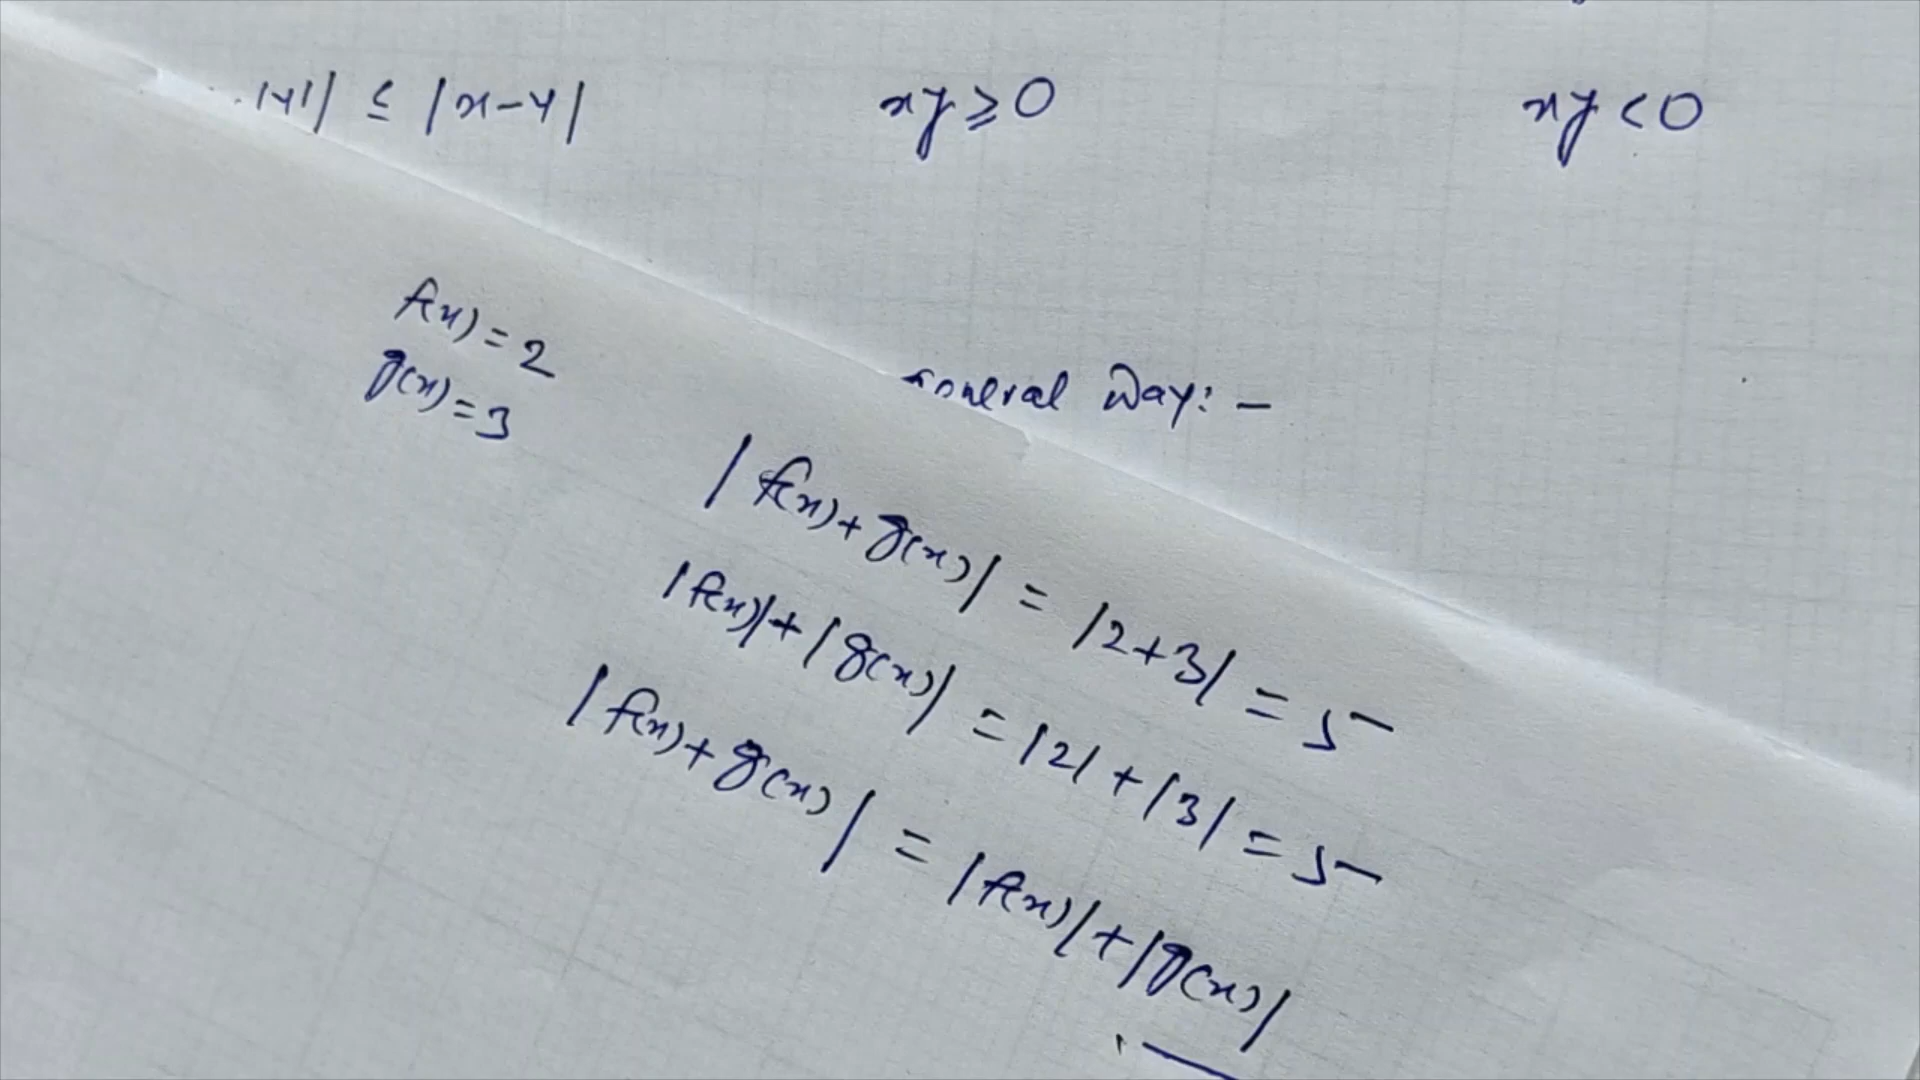 |y|| ≤ |x-y| xy ≥ 0 xy < 0
f(x) = 2
g(x) = 3
Way: -
|f(x) + g(x)| = |2+3| = 5
|f(x)| + |g(x)| = |2| + |3| = 5
|f(x) + g(x)| = |f(x)| + |g(x)|